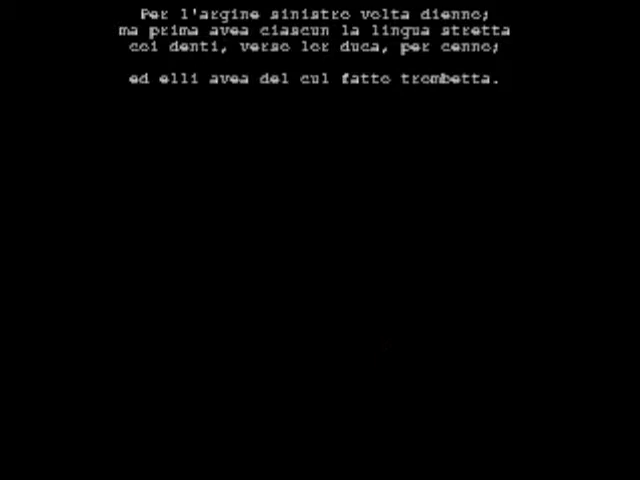 Per l'argine sinistro volta dienno;
ma prima avea ciascun la lingua stretta
coi denti, verso lor duca, per cenno;
ed elli avea del cul fatto trombetta.